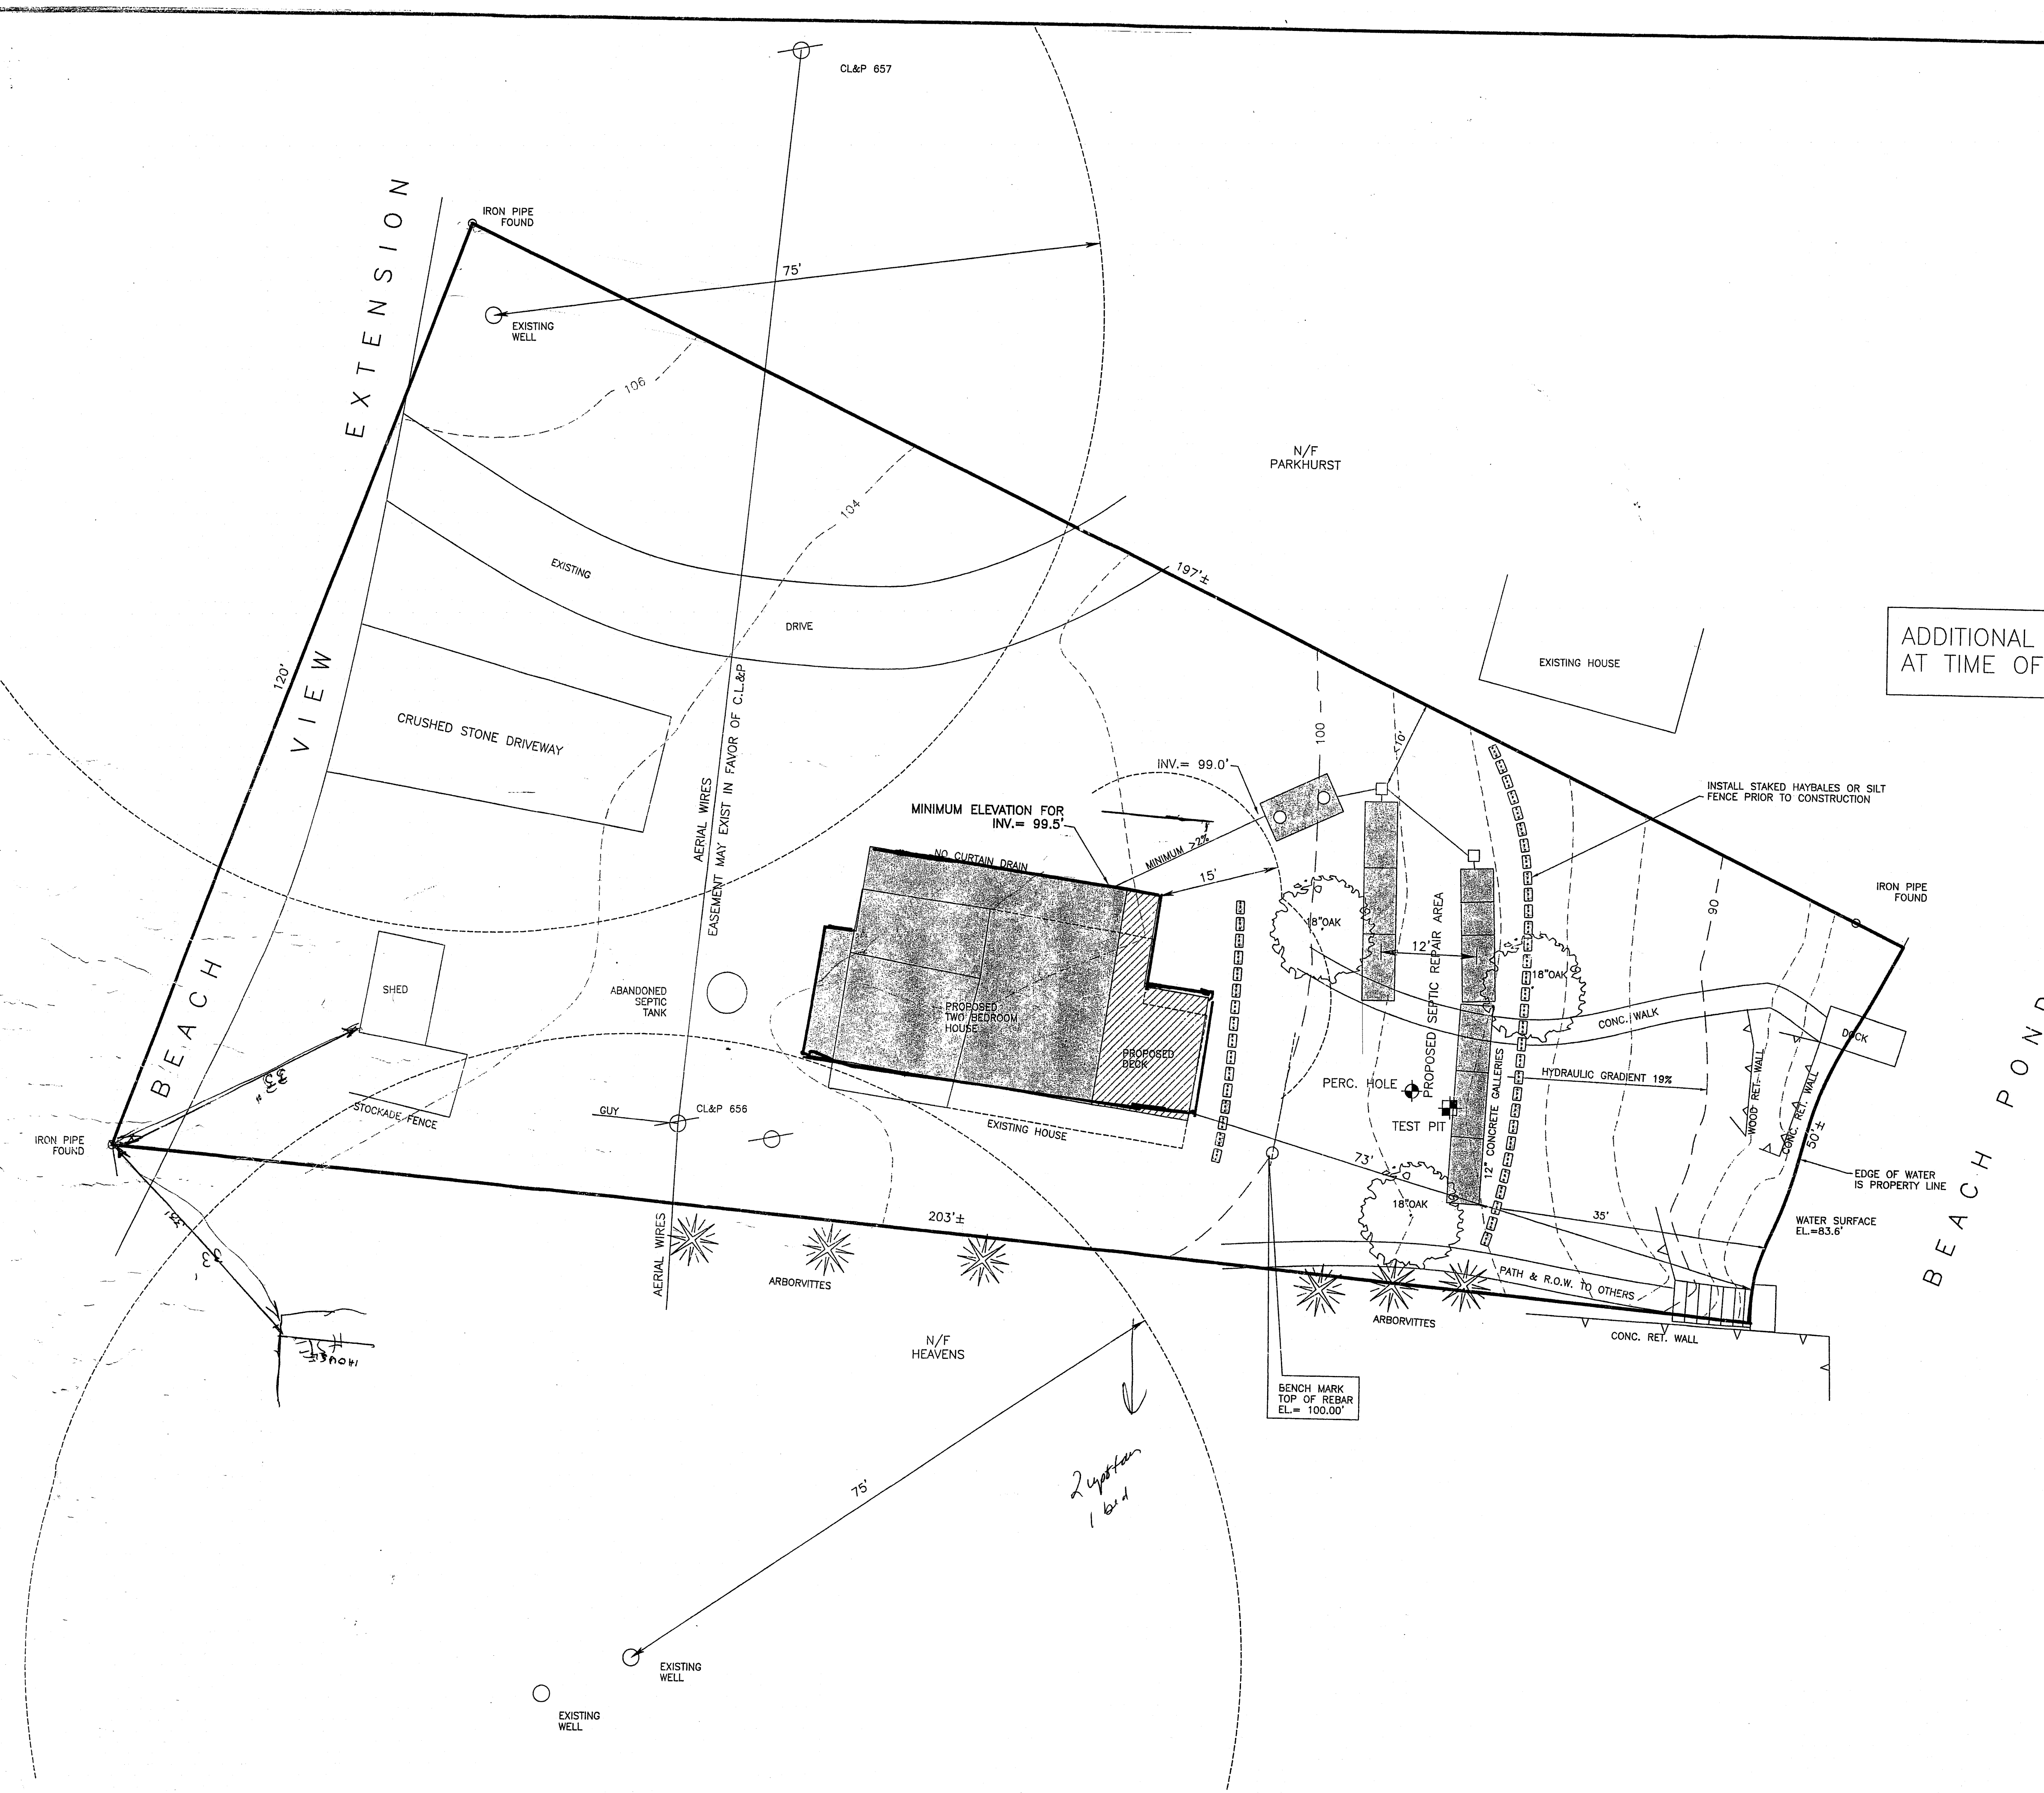 CL&P 657
IRON PIPE
FOUND
BEACH VIEW EXTENSION
75'
EXISTING
WELL
106
N/F
PARKHURST
104
EXISTING
DRIVE
197'±
120'
EXISTING HOUSE
ADDITIONAL
AT TIME OF
CRUSHED STONE DRIVEWAY
AERIAL WIRES
EASEMENT MAY EXIST IN FAVOR OF C.L.&P
100
<10'
INV.= 99.0'
INSTALL STAKED HAYBALES OR SILT
FENCE PRIOR TO CONSTRUCTION
MINIMUM ELEVATION FOR
INV.= 99.5'
NO CURTAIN DRAIN
MINIMUM >2%
15'
90
IRON PIPE
FOUND
18"OAK
12'
PROPOSED SEPTIC REPAIR AREA
18"OAK
SHED
ABANDONED
SEPTIC
TANK
PROPOSED
TWO BEDROOM
HOUSE
PROPOSED
DECK
CONC. WALK
DOCK
BEACH POND
33
STOCKADE FENCE
GUY
CL&P 656
EXISTING HOUSE
PERC. HOLE
TEST PIT
12" CONCRETE GALLERIES
HYDRAULIC GRADIENT 19%
WOOD RET. WALL
CONC. RET. WALL
50'±
IRON PIPE
FOUND
73'
EDGE OF WATER
IS PROPERTY LINE
18"OAK
35'
WATER SURFACE
EL.=83.6'
203'±
AERIAL WIRES
ARBORVITTES
PATH & R.O.W. TO OTHERS
ARBORVITTES
CONC. RET. WALL
33
HOUSE
N/F
HEAVENS
BENCH MARK
TOP OF REBAR
EL.= 100.00'
75'
2
1 bed
EXISTING
WELL
EXISTING
WELL